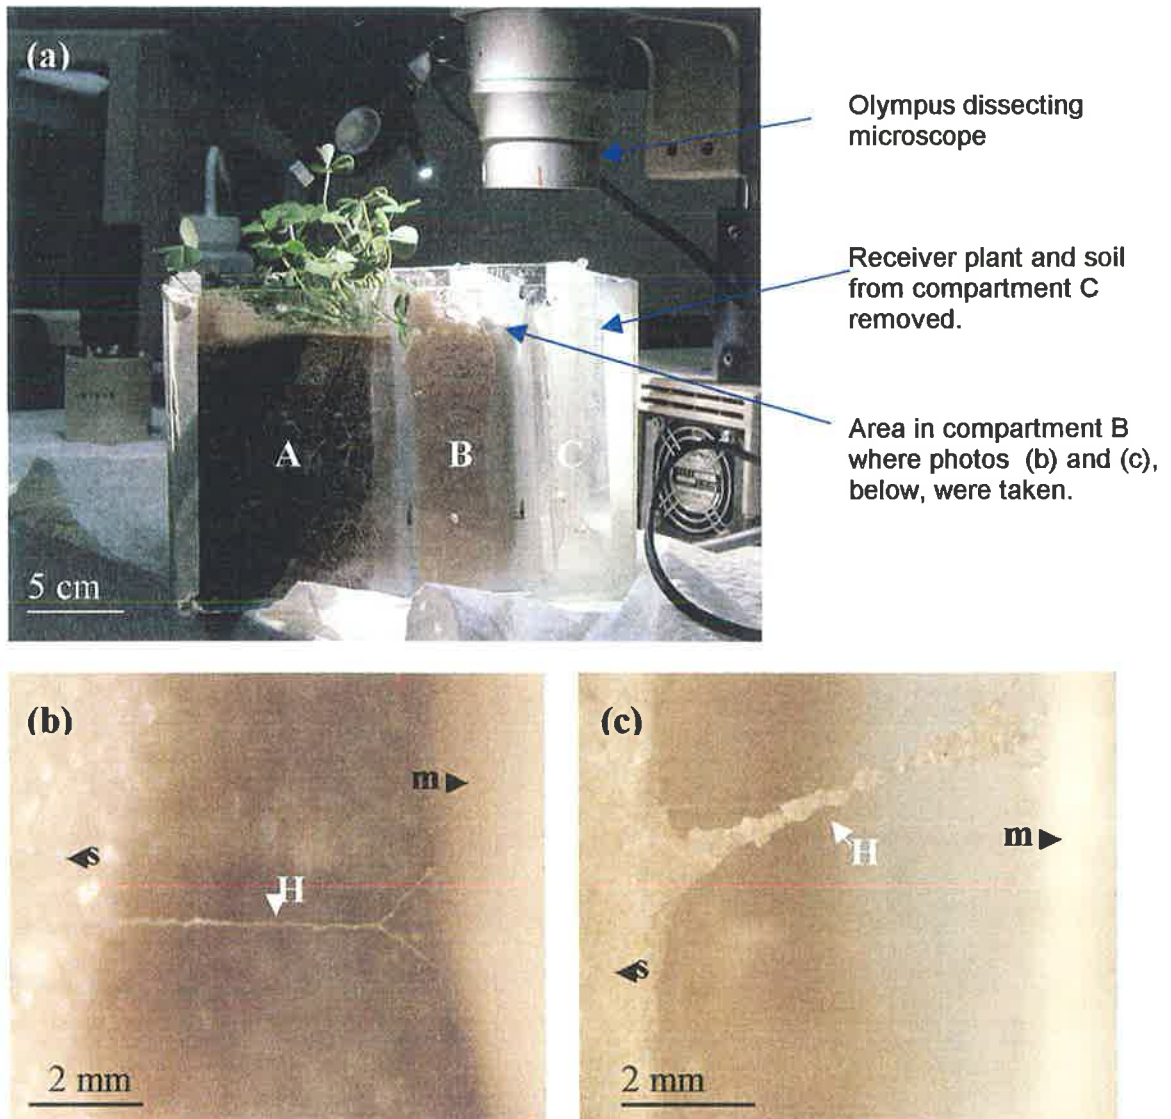 (a)
Olympus dissecting
microscope
Receiver plant and soil
from compartment C
removed.
Area in compartment B
where photos (b) and (c),
below, were taken.
A
B
C
5 cm
(b)
m
s
H
2 mm
(c)
H
m
s
2 mm